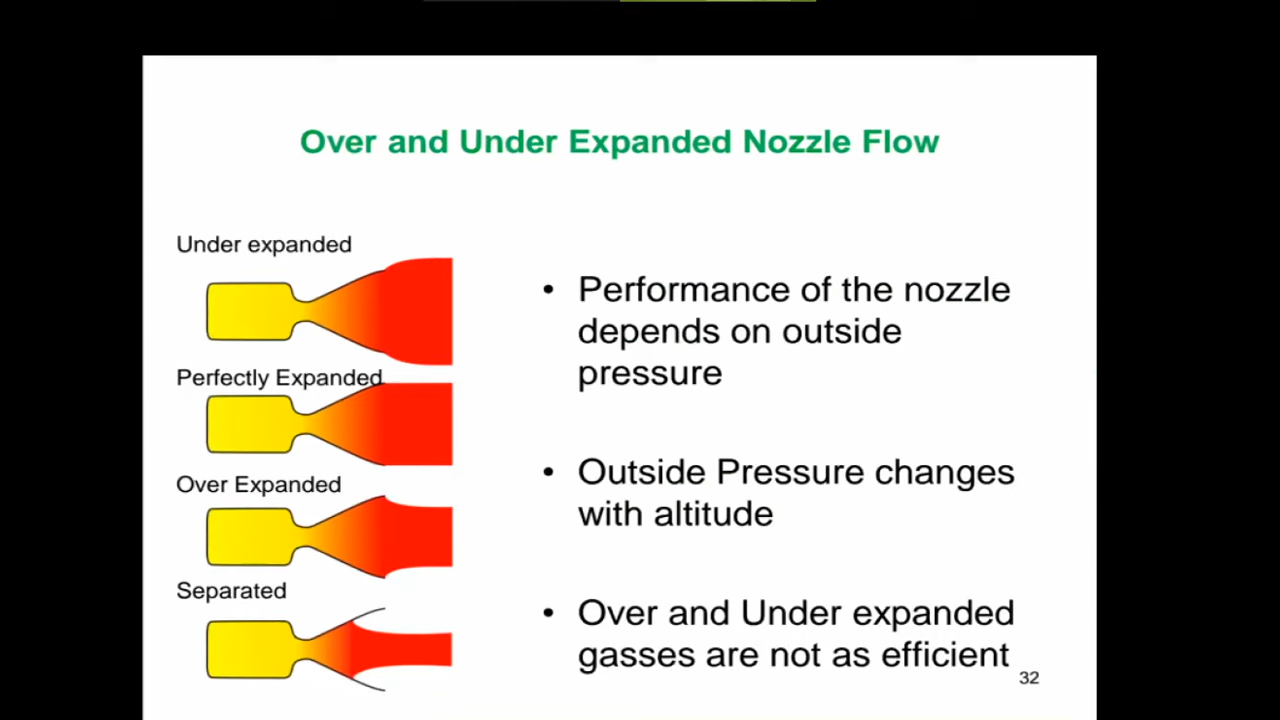 Over and Under Expanded Nozzle Flow
Under expanded
Perfectly Expanded
Over Expanded
Separated
• Performance of the nozzle
depends on outside
pressure
• Outside Pressure changes
with altitude
• Over and Under expanded
gasses are not as efficient
32